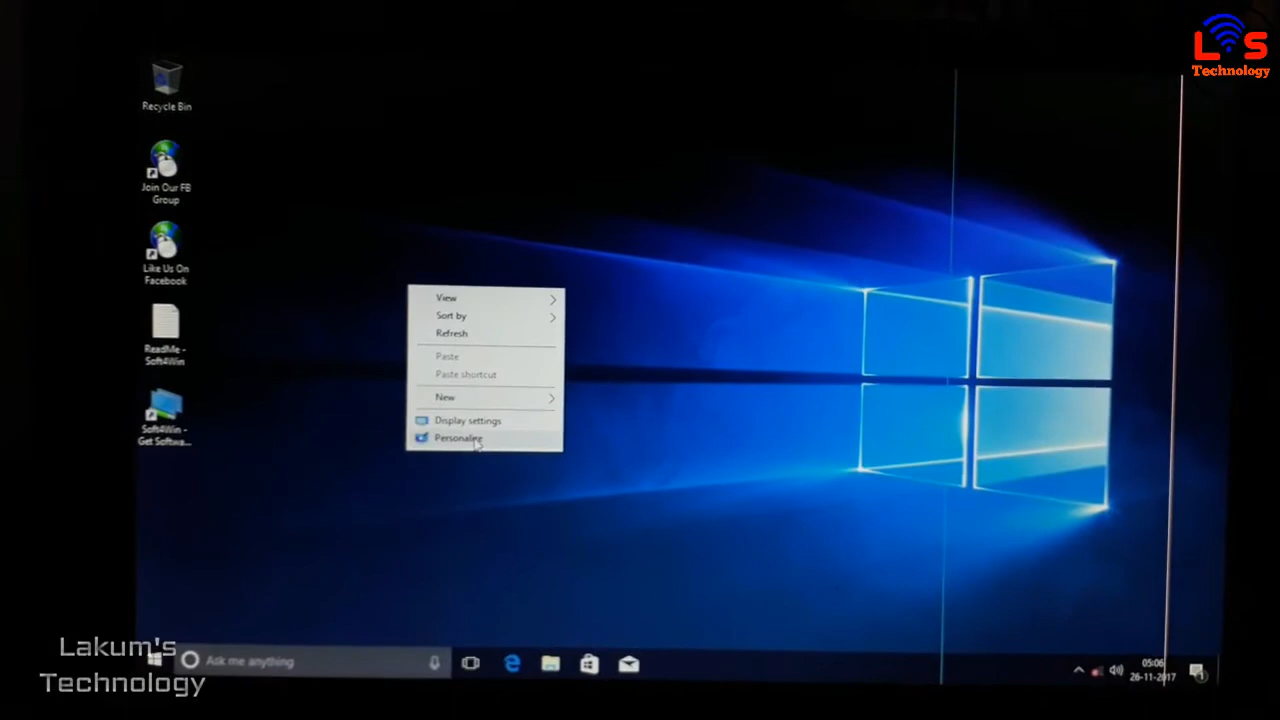 L S
Technology
Recycle Bin
Join Our FB
Group
Like Us On
Facebook
ReadMe -
Soft4Win
Soft4Win -
Get Softwa...
View
Sort by
Refresh
Paste
Paste shortcut
New
Display settings
Personalize
Lakum's
Technology
Ask me anything
05:06
26-11-2017
1